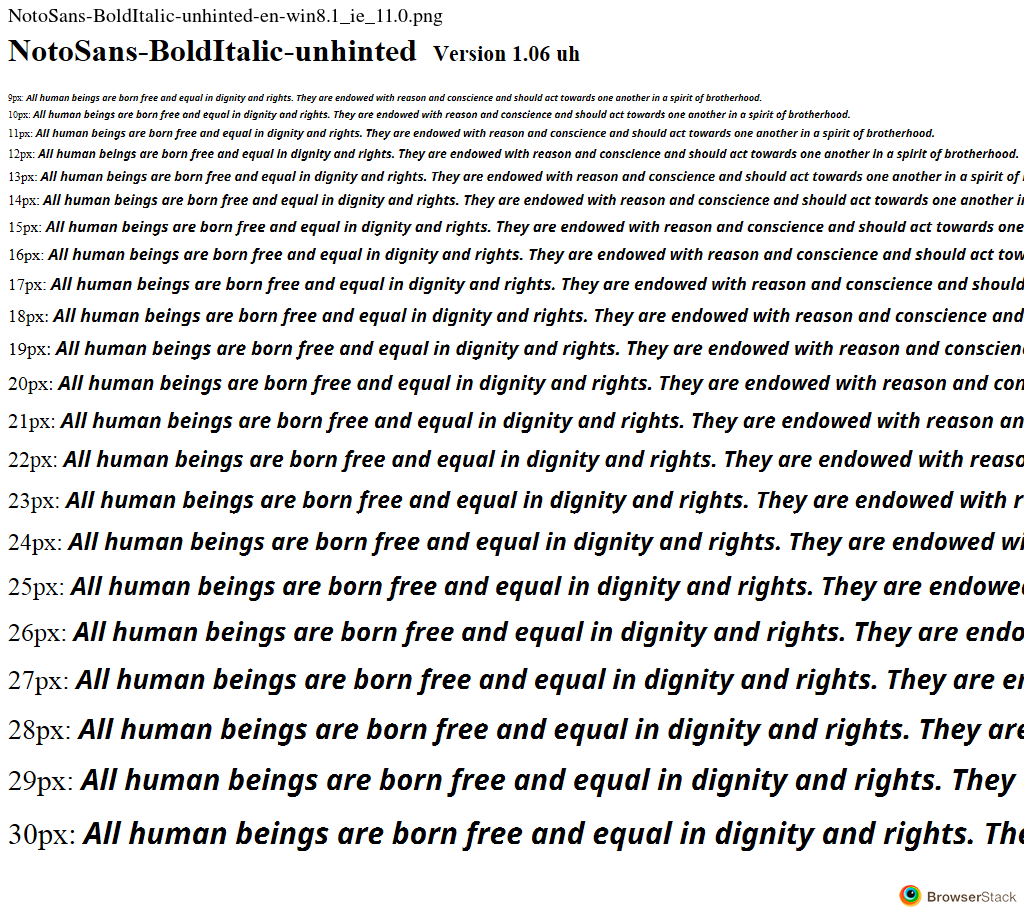 NotoSans-BoldItalic-unhinted-en-win8.1_ie_11.0.png
NotoSans-BoldItalic-unhinted Version 1.06 uh
9px: All human beings are born free and equal in dignity and rights. They are endowed with reason and conscience and should act towards one another in a spirit of brotherhood.
10px: All human beings are born free and equal in dignity and rights. They are endowed with reason and conscience and should act towards one another in a spirit of brotherhood.
11px: All human beings are born free and equal in dignity and rights. They are endowed with reason and conscience and should act towards one another in a spirit of brotherhood.
12px: All human beings are born free and equal in dignity and rights. They are endowed with reason and conscience and should act towards one another in a spirit of brotherhood.
13px: All human beings are born free and equal in dignity and rights. They are endowed with reason and conscience and should act towards one another in a spirit of
14px: All human beings are born free and equal in dignity and rights. They are endowed with reason and conscience and should act towards one another i
15px: All human beings are born free and equal in dignity and rights. They are endowed with reason and conscience and should act towards one
16px: All human beings are born free and equal in dignity and rights. They are endowed with reason and conscience and should act tow
17px: All human beings are born free and equal in dignity and rights. They are endowed with reason and conscience and should
18px: All human beings are born free and equal in dignity and rights. They are endowed with reason and conscience and
19px: All human beings are born free and equal in dignity and rights. They are endowed with reason and conscien
20px: All human beings are born free and equal in dignity and rights. They are endowed with reason and con
21px: All human beings are born free and equal in dignity and rights. They are endowed with reason an
22px: All human beings are born free and equal in dignity and rights. They are endowed with reaso
23px: All human beings are born free and equal in dignity and rights. They are endowed with r
24px: All human beings are born free and equal in dignity and rights. They are endowed wi
25px: All human beings are born free and equal in dignity and rights. They are endowe
26px: All human beings are born free and equal in dignity and rights. They are endo
27px: All human beings are born free and equal in dignity and rights. They are e
28px: All human beings are born free and equal in dignity and rights. They are
29px: All human beings are born free and equal in dignity and rights. They
30px: All human beings are born free and equal in dignity and rights. The
BrowserStack